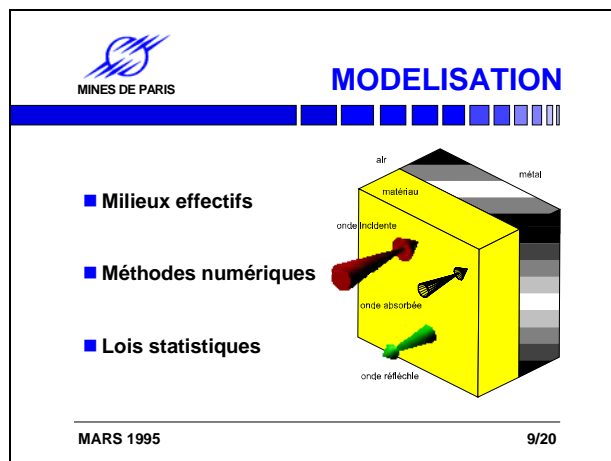 MINES DE PARIS
MODELISATION
air
métal
matériau
onde incidente
onde absorbée
onde réfléchie
Milieux effectifs
Méthodes numériques
Lois statistiques
MARS 1995
9/20